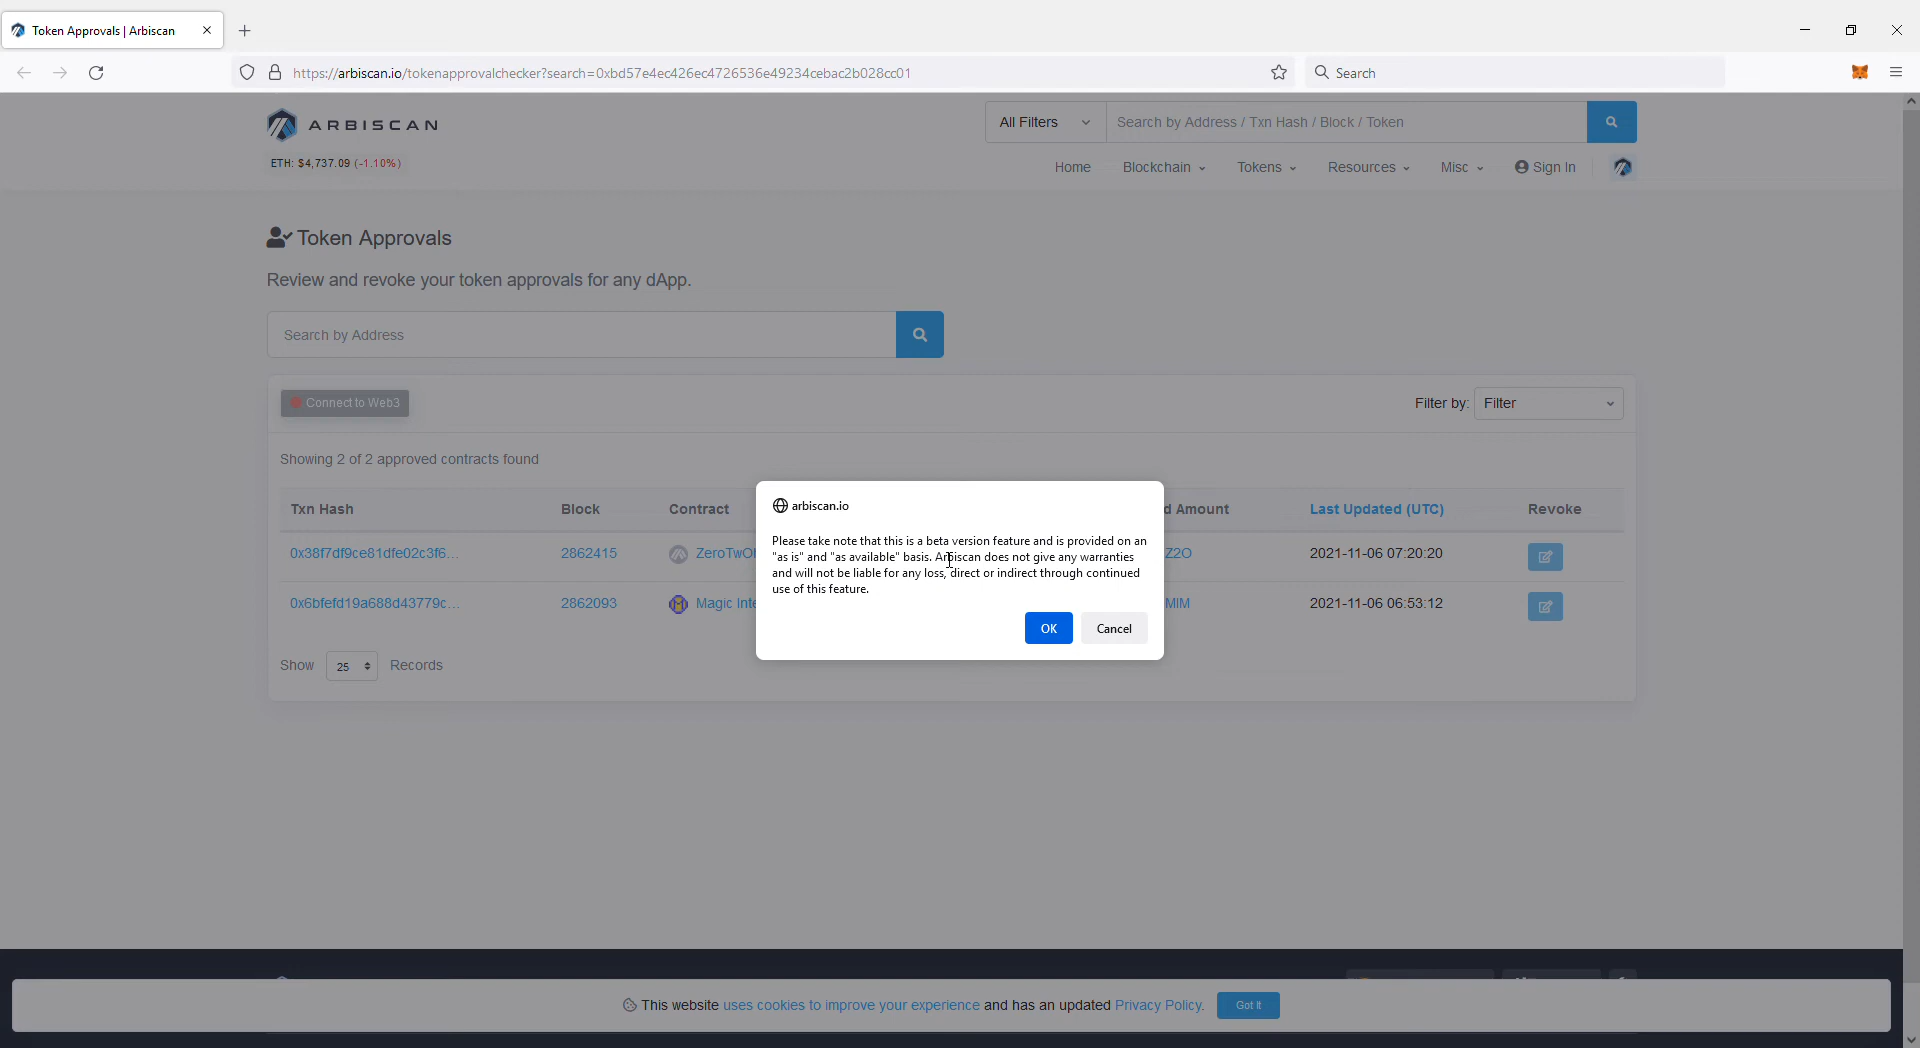 Token Approvals | Arbiscan
https://arbiscan.io/tokenapprovalchecker?search=0xbd57e4ec426ec4726536e49234cebac2b028cc01
Search
ARBISCAN
All Filters
Search by Address / Txn Hash / Block / Token
ETH: $4,737.09 (-1.10%)
Home Blockchain Tokens Resources Misc Sign In
Token Approvals
Review and revoke your token approvals for any dApp.
Search by Address
Connect to Web3
Filter by: Filter
Showing 2 of 2 approved contracts found
Txn Hash Block Contract d Amount Last Updated (UTC) Revoke
0x38f7df9ce81dfe02c3f6... 2862415 Z2O 2021-11-06 07:20:20
0x6bfefd19a688d43779c... 2862093 Magic Inte MIM 2021-11-06 06:53:12
Show 25 Records
arbiscan.io
Please take note that this is a beta version feature and is provided on an
"as is" and "as available" basis. Arbiscan does not give any warranties
and will not be liable for any loss, direct or indirect through continued
use of this feature.
OK Cancel
This website uses cookies to improve your experience and has an updated Privacy Policy. Got It